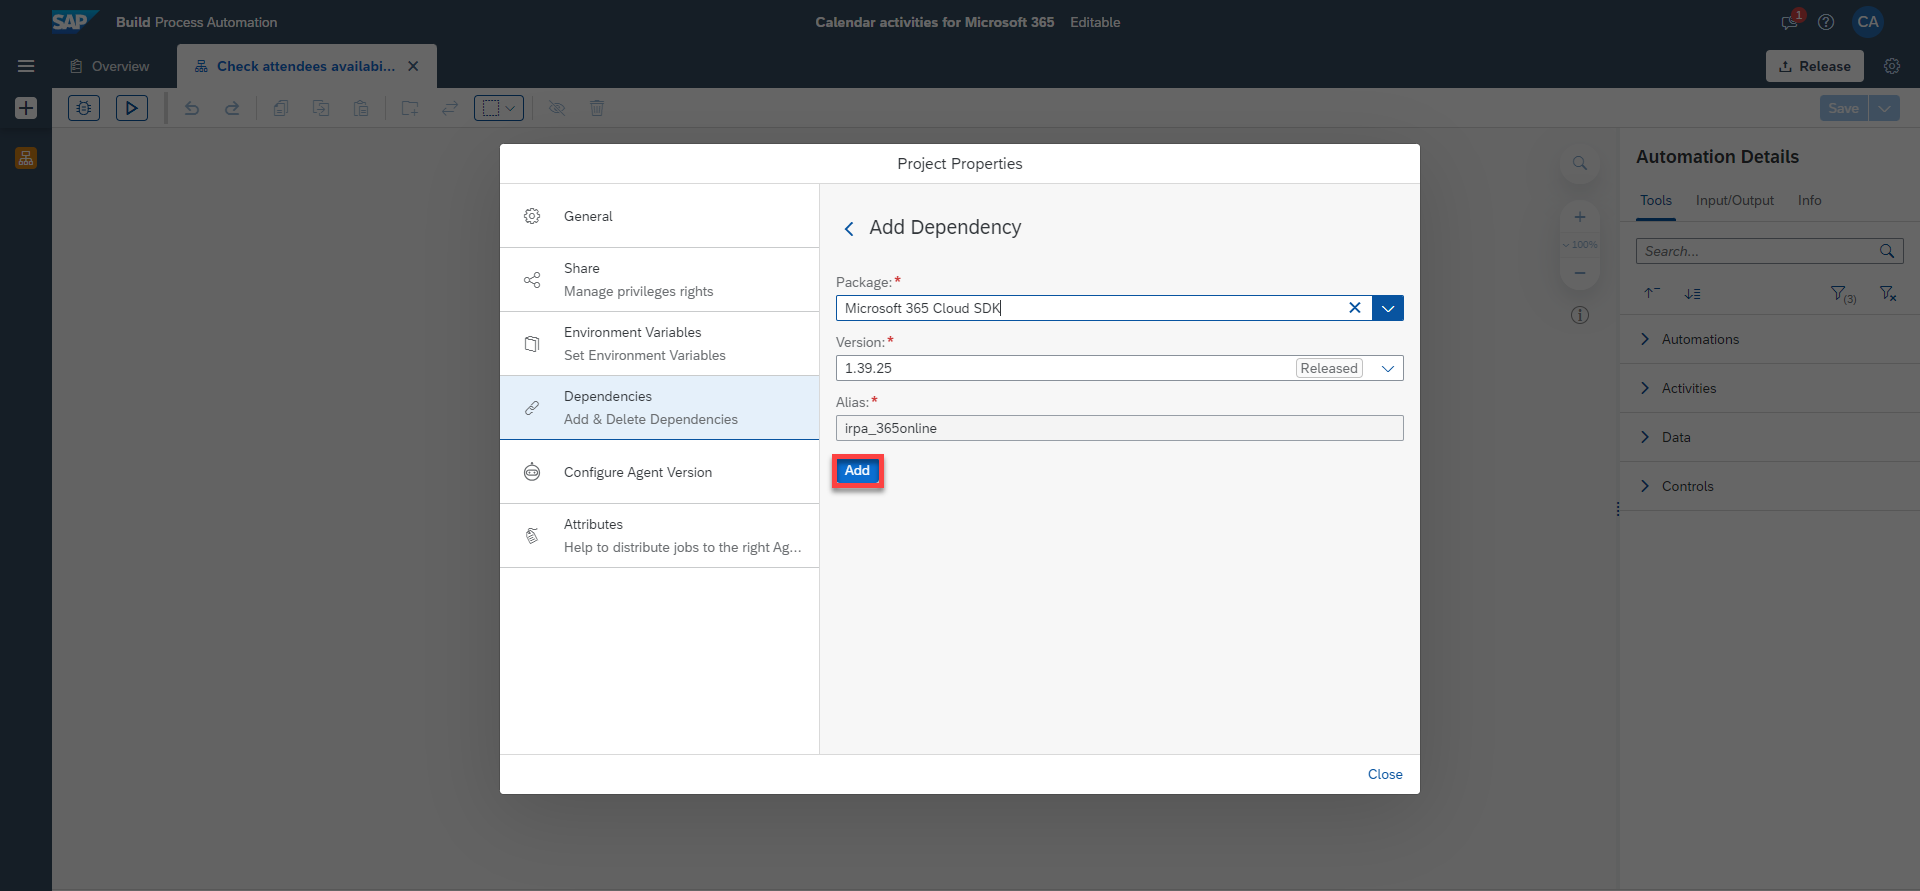 SAP Build Process Automation
Calendar activities for Microsoft 365 Editable
1
CA
Overview
Check attendees availabi...
Release
Save
Project Properties
General
Share
Manage privileges rights
Environment Variables
Set Environment Variables
Dependencies
Add & Delete Dependencies
Configure Agent Version
Attributes
Help to distribute jobs to the right Ag...
Add Dependency
Package:*
Microsoft 365 Cloud SDK
Version:*
1.39.25 Released
Alias:*
irpa_365online
Add
Close
100%
Automation Details
Tools Input/Output Info
Search...
(3)
Automations
Activities
Data
Controls